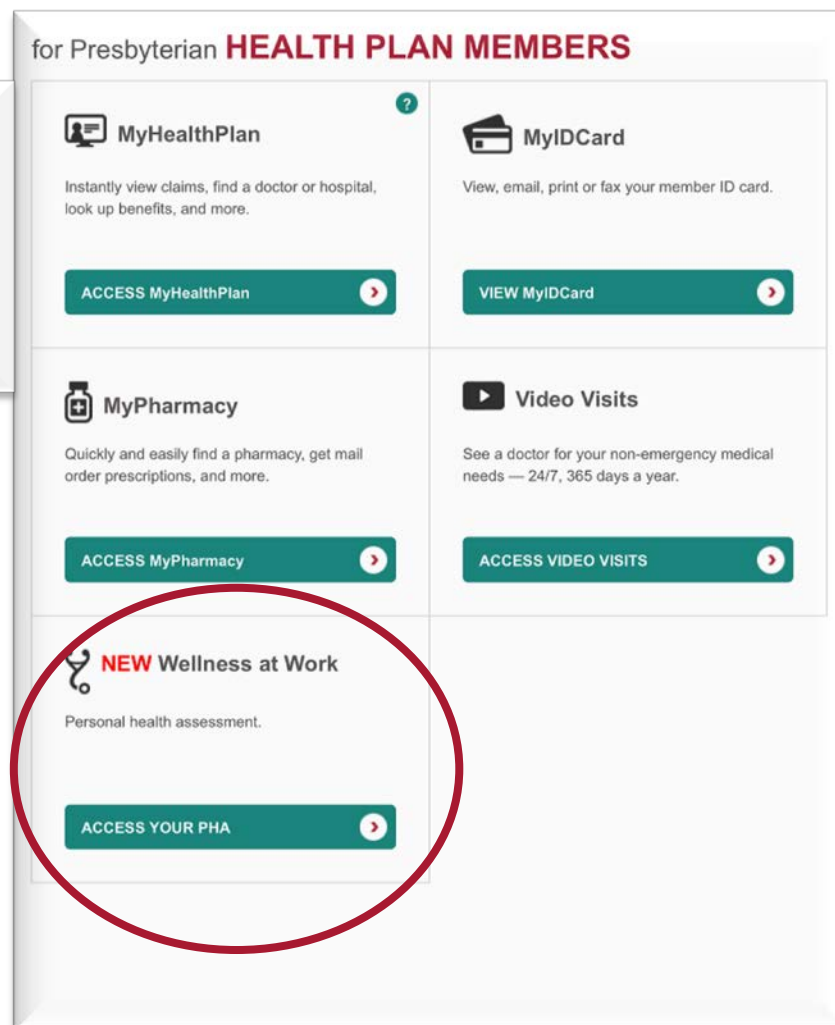 for Presbyterian HEALTH PLAN MEMBERS
?
MyHealthPlan
Instantly view claims, find a doctor or hospital,
look up benefits, and more.
ACCESS MyHealthPlan
MyIDCard
View, email, print or fax your member ID card.
VIEW MyIDCard
MyPharmacy
Quickly and easily find a pharmacy, get mail
order prescriptions, and more.
ACCESS MyPharmacy
Video Visits
See a doctor for your non-emergency medical
needs — 24/7, 365 days a year.
ACCESS VIDEO VISITS
NEW Wellness at Work
Personal health assessment.
ACCESS YOUR PHA